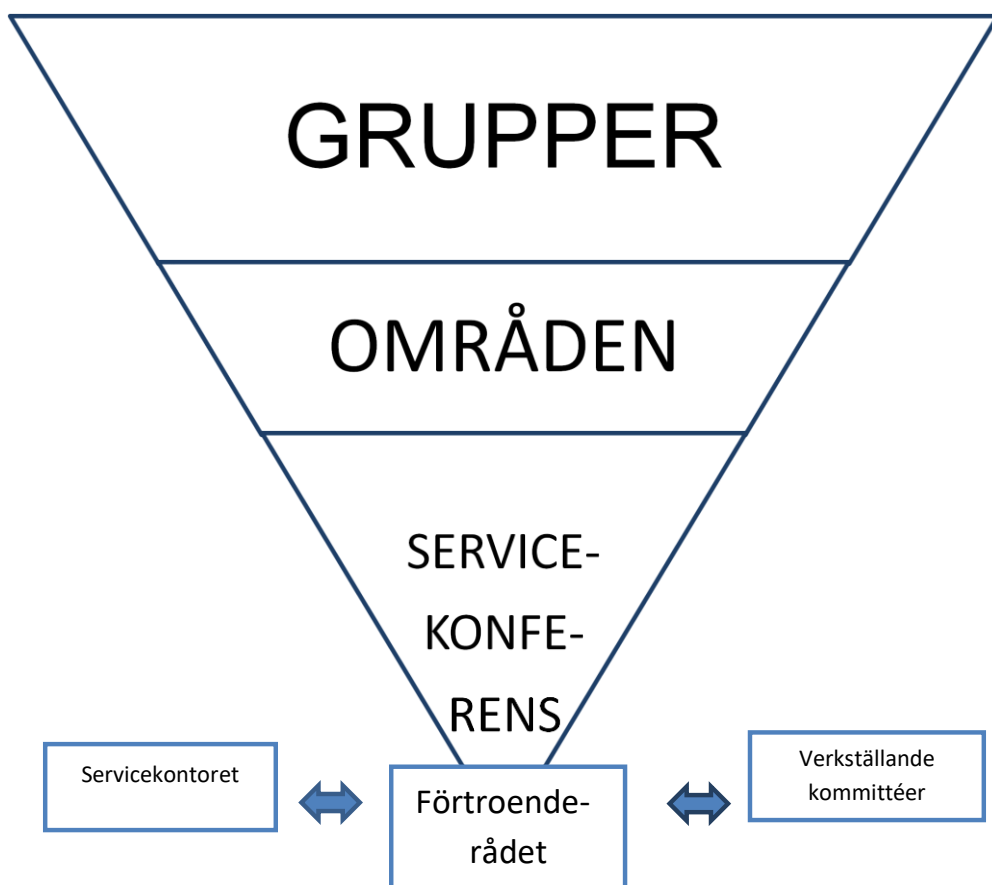 GRUPPER
OMRÅDEN
SERVICE-
KONFE-
RENS
Servicekontoret
Förtroende-
rådet
Verkställande
kommittéer